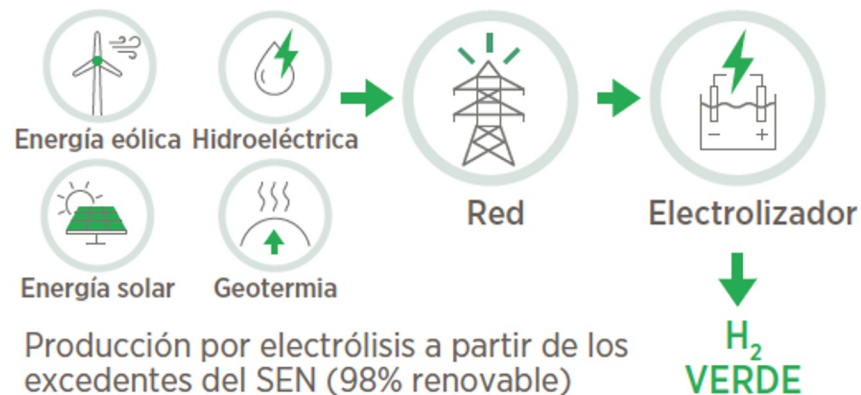 Energía eólica
Hidroeléctrica
Energía solar
Geotermia
Red
Electrolizador
- +
H₂
VERDE
Producción por electrólisis a partir de los
excedentes del SEN (98% renovable)